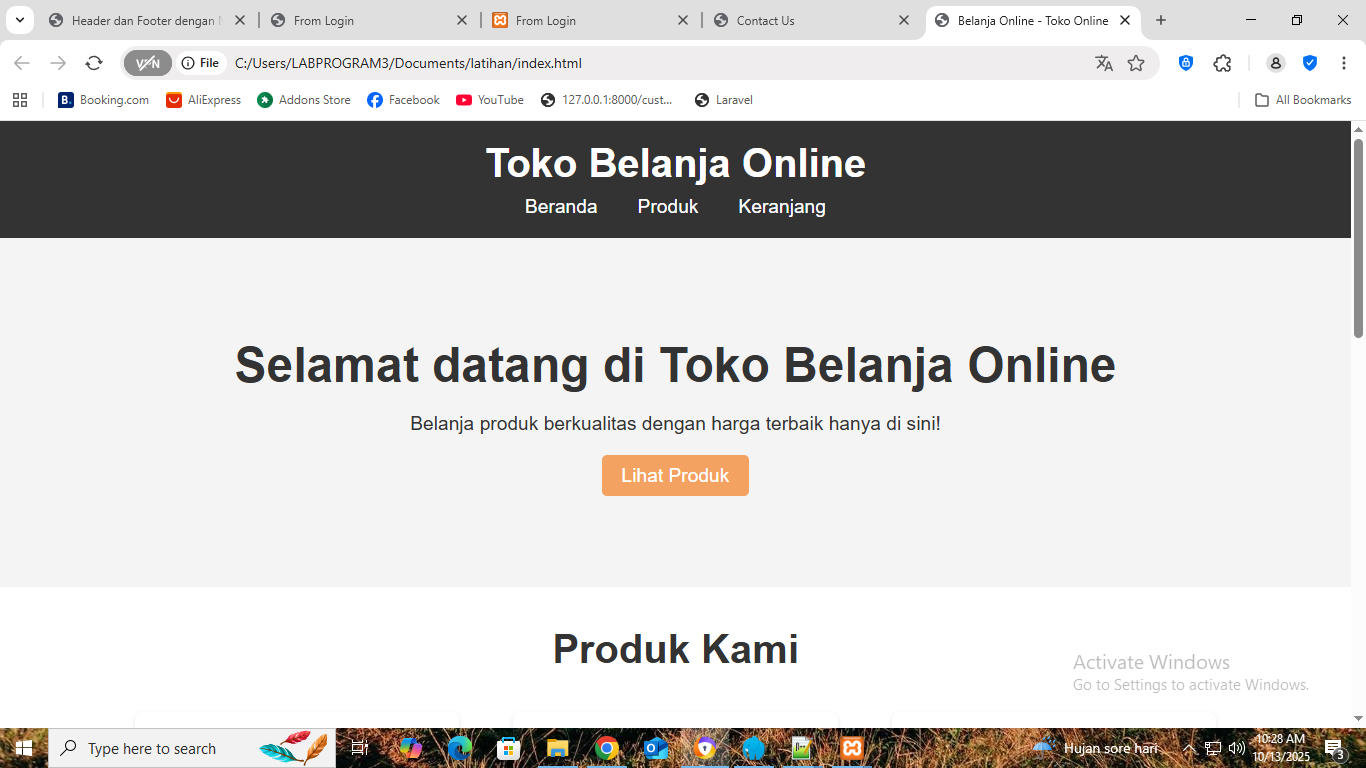 Header dan Footer dengan
From Login
From Login
Contact Us
Belanja Online - Toko Online
VPN
File
C:/Users/LABPROGRAM3/Documents/latihan/index.html
B. Booking.com
AliExpress
Addons Store
Facebook
YouTube
127.0.0.1:8000/cust...
Laravel
All Bookmarks
Toko Belanja Online
Beranda Produk Keranjang
Selamat datang di Toko Belanja Online
Belanja produk berkualitas dengan harga terbaik hanya di sini!
Lihat Produk
Produk Kami
Activate Windows
Go to Settings to activate Windows.
Type here to search
Hujan sore hari
10:28 AM
10/13/2025
3